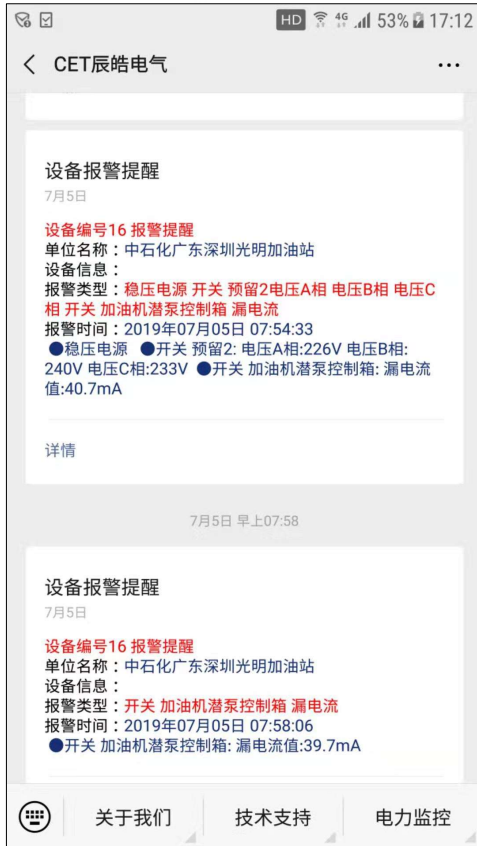 HD 4G 53% 17:12
CET辰皓电气
设备报警提醒
7月5日
设备编号16 报警提醒
单位名称：中石化广东深圳光明加油站
设备信息：
报警类型：稳压电源 开关 预留2电压A相 电压B相 电压C
相 开关 加油机潜泵控制箱 漏电流
报警时间：2019年07月05日 07:54:33
●稳压电源 ●开关 预留2: 电压A相:226V 电压B相:
240V 电压C相:233V ●开关 加油机潜泵控制箱: 漏电流
值:40.7mA
详情
7月5日 早上07:58
设备报警提醒
7月5日
设备编号16 报警提醒
单位名称：中石化广东深圳光明加油站
设备信息：
报警类型：开关 加油机潜泵控制箱 漏电流
报警时间：2019年07月05日 07:58:06
●开关 加油机潜泵控制箱: 漏电流值:39.7mA
关于我们 技术支持 电力监控